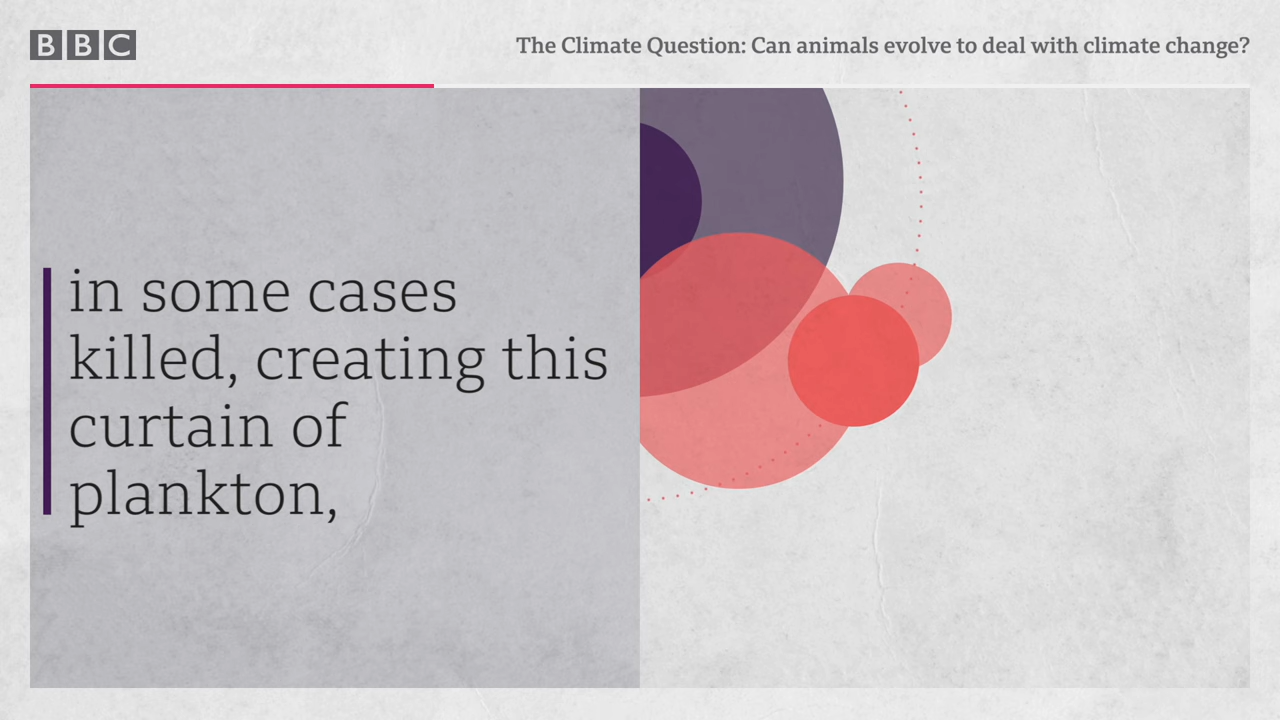 BBC
The Climate Question: Can animals evolve to deal with climate change?
in some cases
killed, creating this
curtain of
plankton,